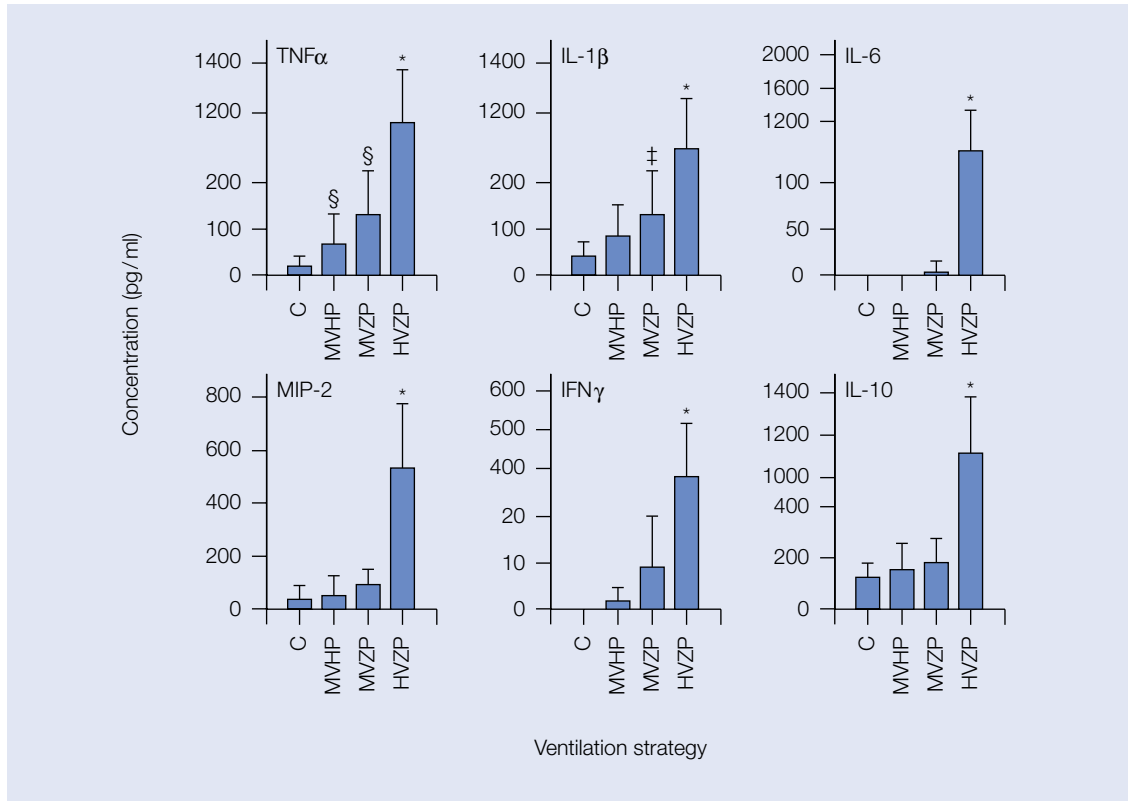 Concentration (pg/ml)
TNFα
1400
1200
200
100
0
§
§
*
C
MVHP
MVZP
HVZP
IL-1β
1400
1200
200
100
0
‡
*
C
MVHP
MVZP
HVZP
IL-6
2000
1600
1200
100
50
0
*
C
MVHP
MVZP
HVZP
MIP-2
800
600
400
200
0
*
C
MVHP
MVZP
HVZP
IFNγ
600
500
400
20
10
0
*
C
MVHP
MVZP
HVZP
IL-10
1400
1200
1000
400
200
0
*
C
MVHP
MVZP
HVZP
Ventilation strategy